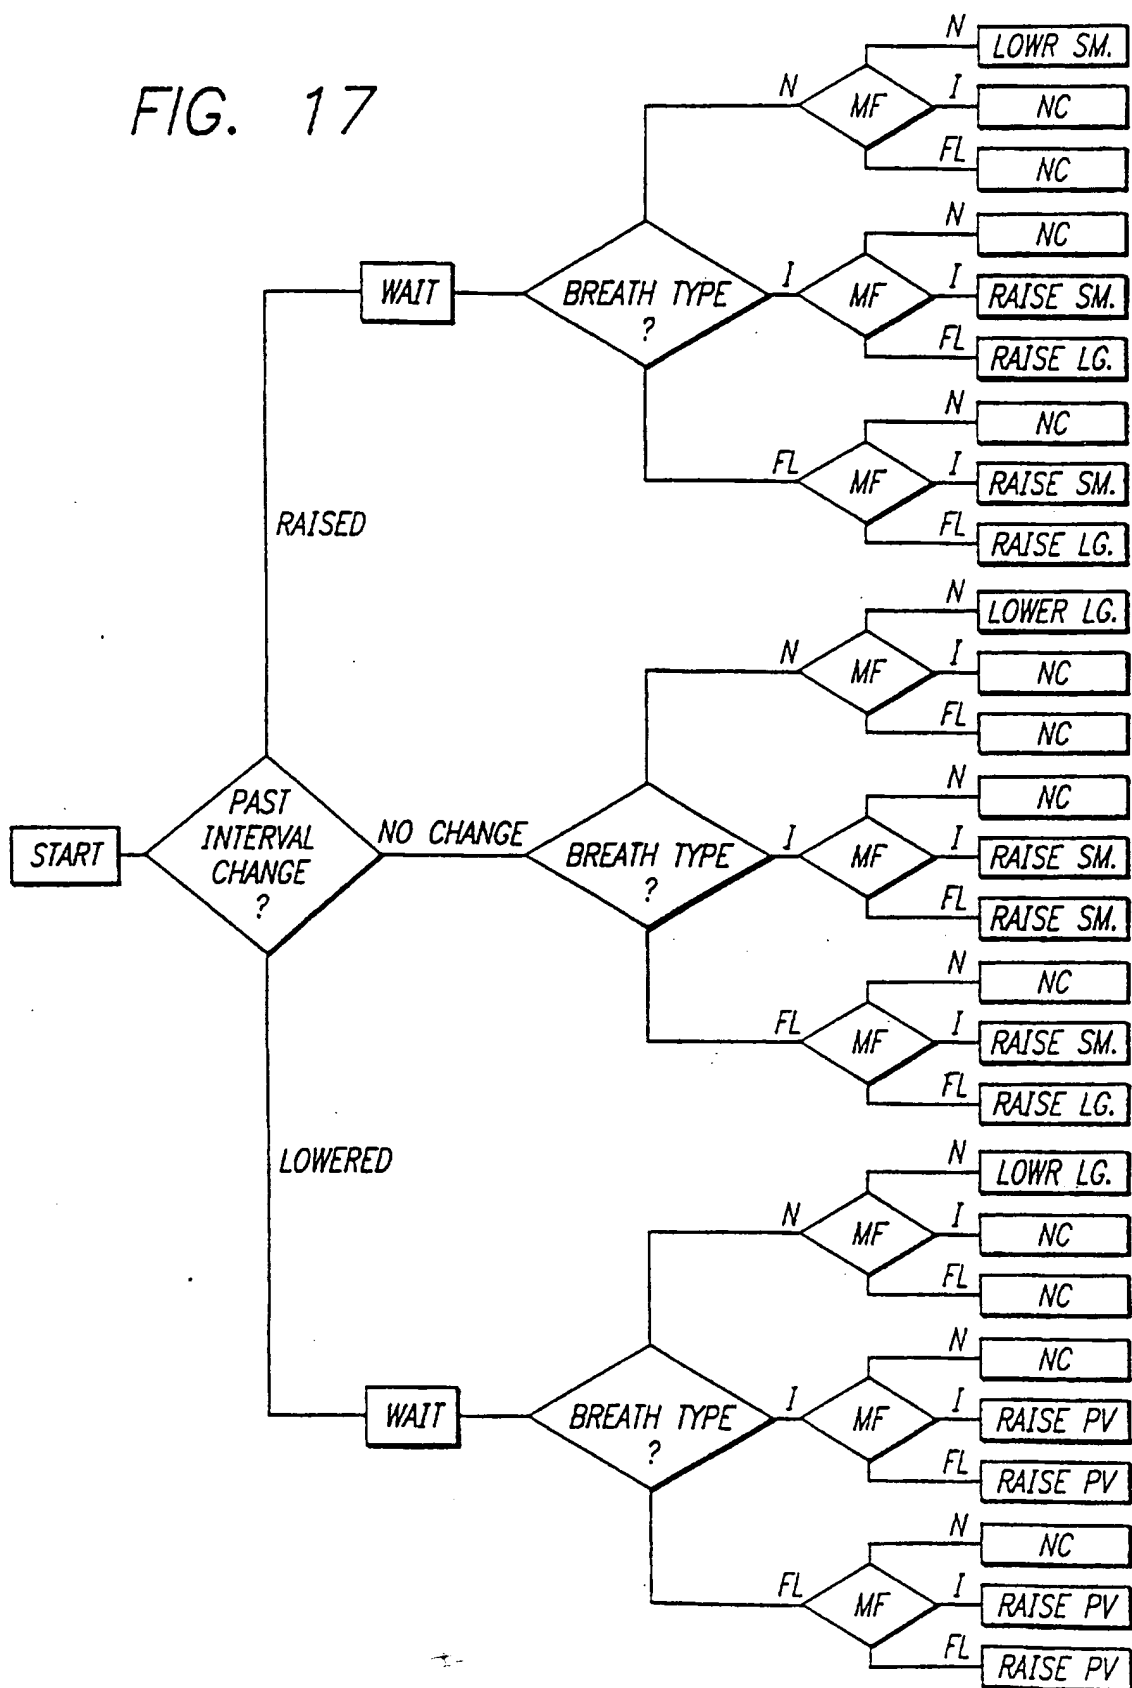 FIG. 17
N
LOWR SM.
N
MF
I
NC
FL
NC
N
NC
WAIT
BREATH TYPE
?
I
MF
I
RAISE SM.
FL
RAISE LG.
N
NC
FL
MF
I
RAISE SM.
FL
RAISE LG.
RAISED
N
LOWER LG.
N
MF
I
NC
FL
NC
START
PAST
INTERVAL
CHANGE
?
NO CHANGE
BREATH TYPE
?
N
NC
I
MF
I
RAISE SM.
FL
RAISE SM.
N
NC
FL
MF
I
RAISE SM.
FL
RAISE LG.
LOWERED
N
LOWR LG.
N
MF
I
NC
FL
NC
WAIT
BREATH TYPE
?
N
NC
I
MF
I
RAISE PV
FL
RAISE PV
N
NC
FL
MF
I
RAISE PV
FL
RAISE PV